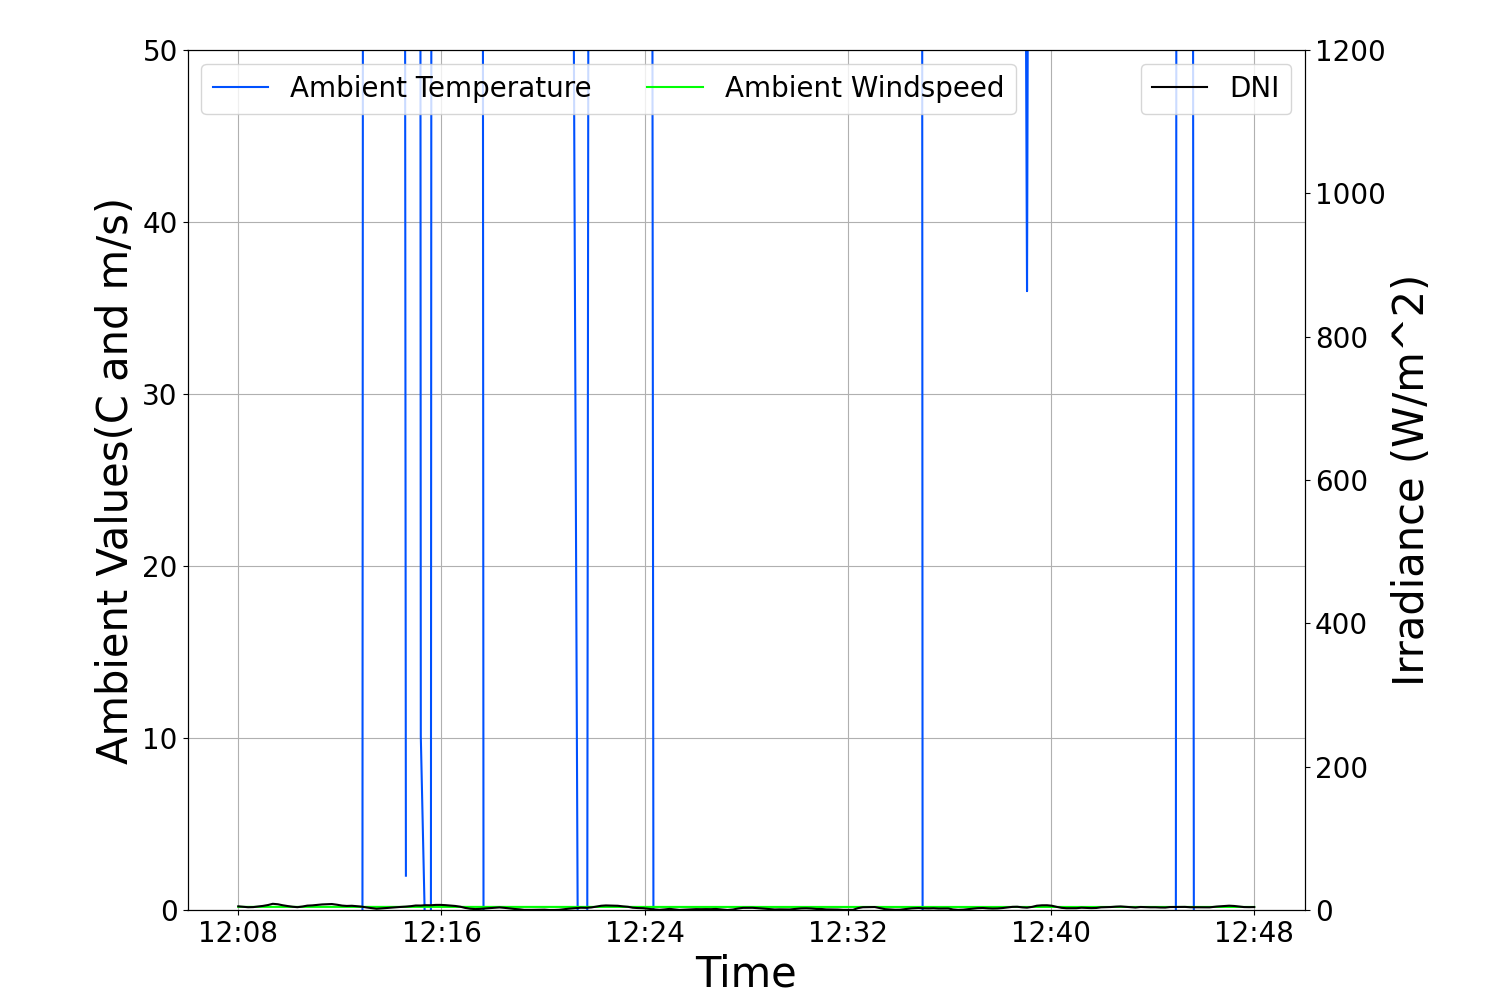 Ambient Temperature
Ambient Windspeed
DNI
Ambient Values(C and m/s)
50
40
30
20
10
0
1200
1000
800
600
400
200
0
Irradiance (W/m^2)
12:08 12:16 12:24 12:32 12:40 12:48
Time